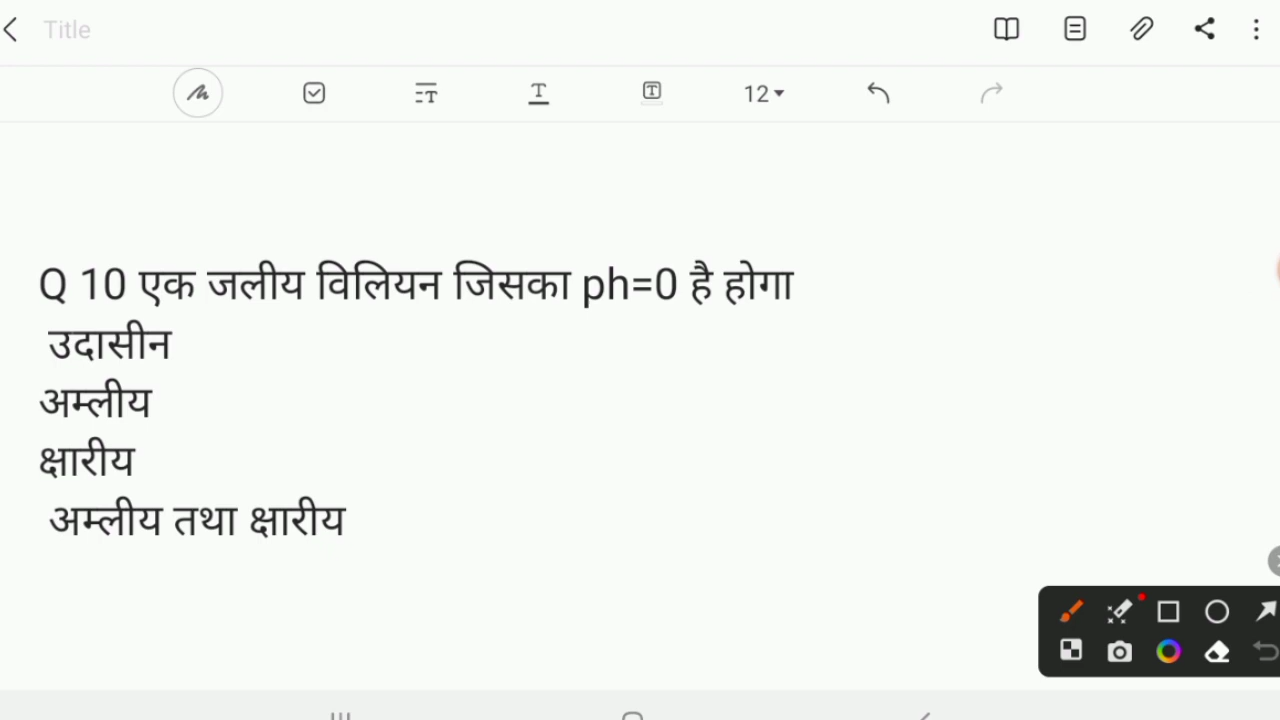 Title
12
Q 10 एक जलीय विलियन जिसका ph=0 है होगा
उदासीन
अम्लीय
क्षारीय
अम्लीय तथा क्षारीय